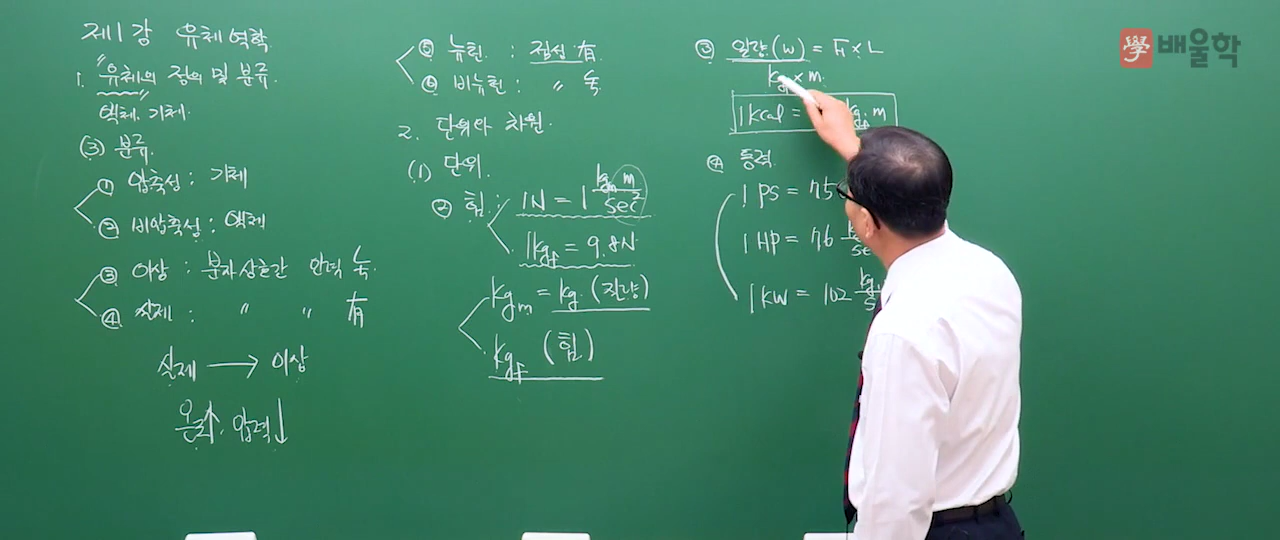 제1강 유체역학
1. "유체"의 정의 및 분류.
액체. 기체.
(3) 분류.
① 압축성 : 기체
② 비압축성 : 액체
③ 이상 : 분자상호간 인력
④ 실제 : 〃 〃 有
실제 → 이상
온도↑, 압력↓
⑤ 뉴턴 : 점성 有.
⑥ 비뉴턴 : 〃
2. 단위와 차원.
(1) 단위.
② 힘 : 1N = 1 kgm m / sec²
1kgf = 9.8N
kgm = kg (질량)
kgf (힘)
③ 일량 (W) = F × L
kgf × m.
1kcal = kgf m
④ 동력.
1 PS = 75
1 HP = 76
1 kW = 102
學 배울학